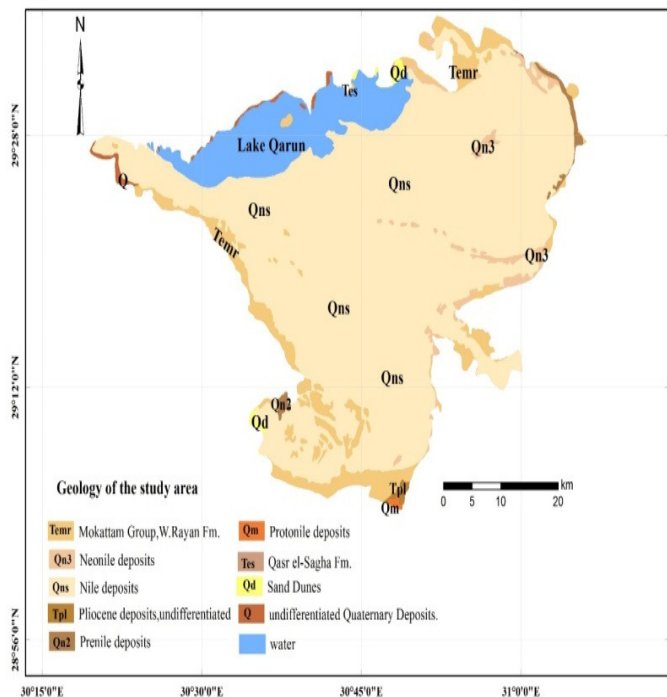 N
Qd
Temr
Tes
29°28'0"N
Lake Qarun
Qn3
Q
Qns
Qns
Temr
Qn3
Qns
29°12'0"N
Qns
Qn2
Qd
Tpl
Qm
km
0 5 10 20
Geology of the study area
Temr Mokattam Group,W.Rayan Fm.
Qn3 Neonile deposits
Qns Nile deposits
Tpl Pliocene deposits,undifferentiated
Qn2 Prenile deposits
Qm Protonile deposits
Tes Qasr el-Sagha Fm.
Qd Sand Dunes
Q undifferentiated Quaternary Deposits.
water
28°56'0"N
30°15'0"E 30°30'0"E 30°45'0"E 31°0'0"E